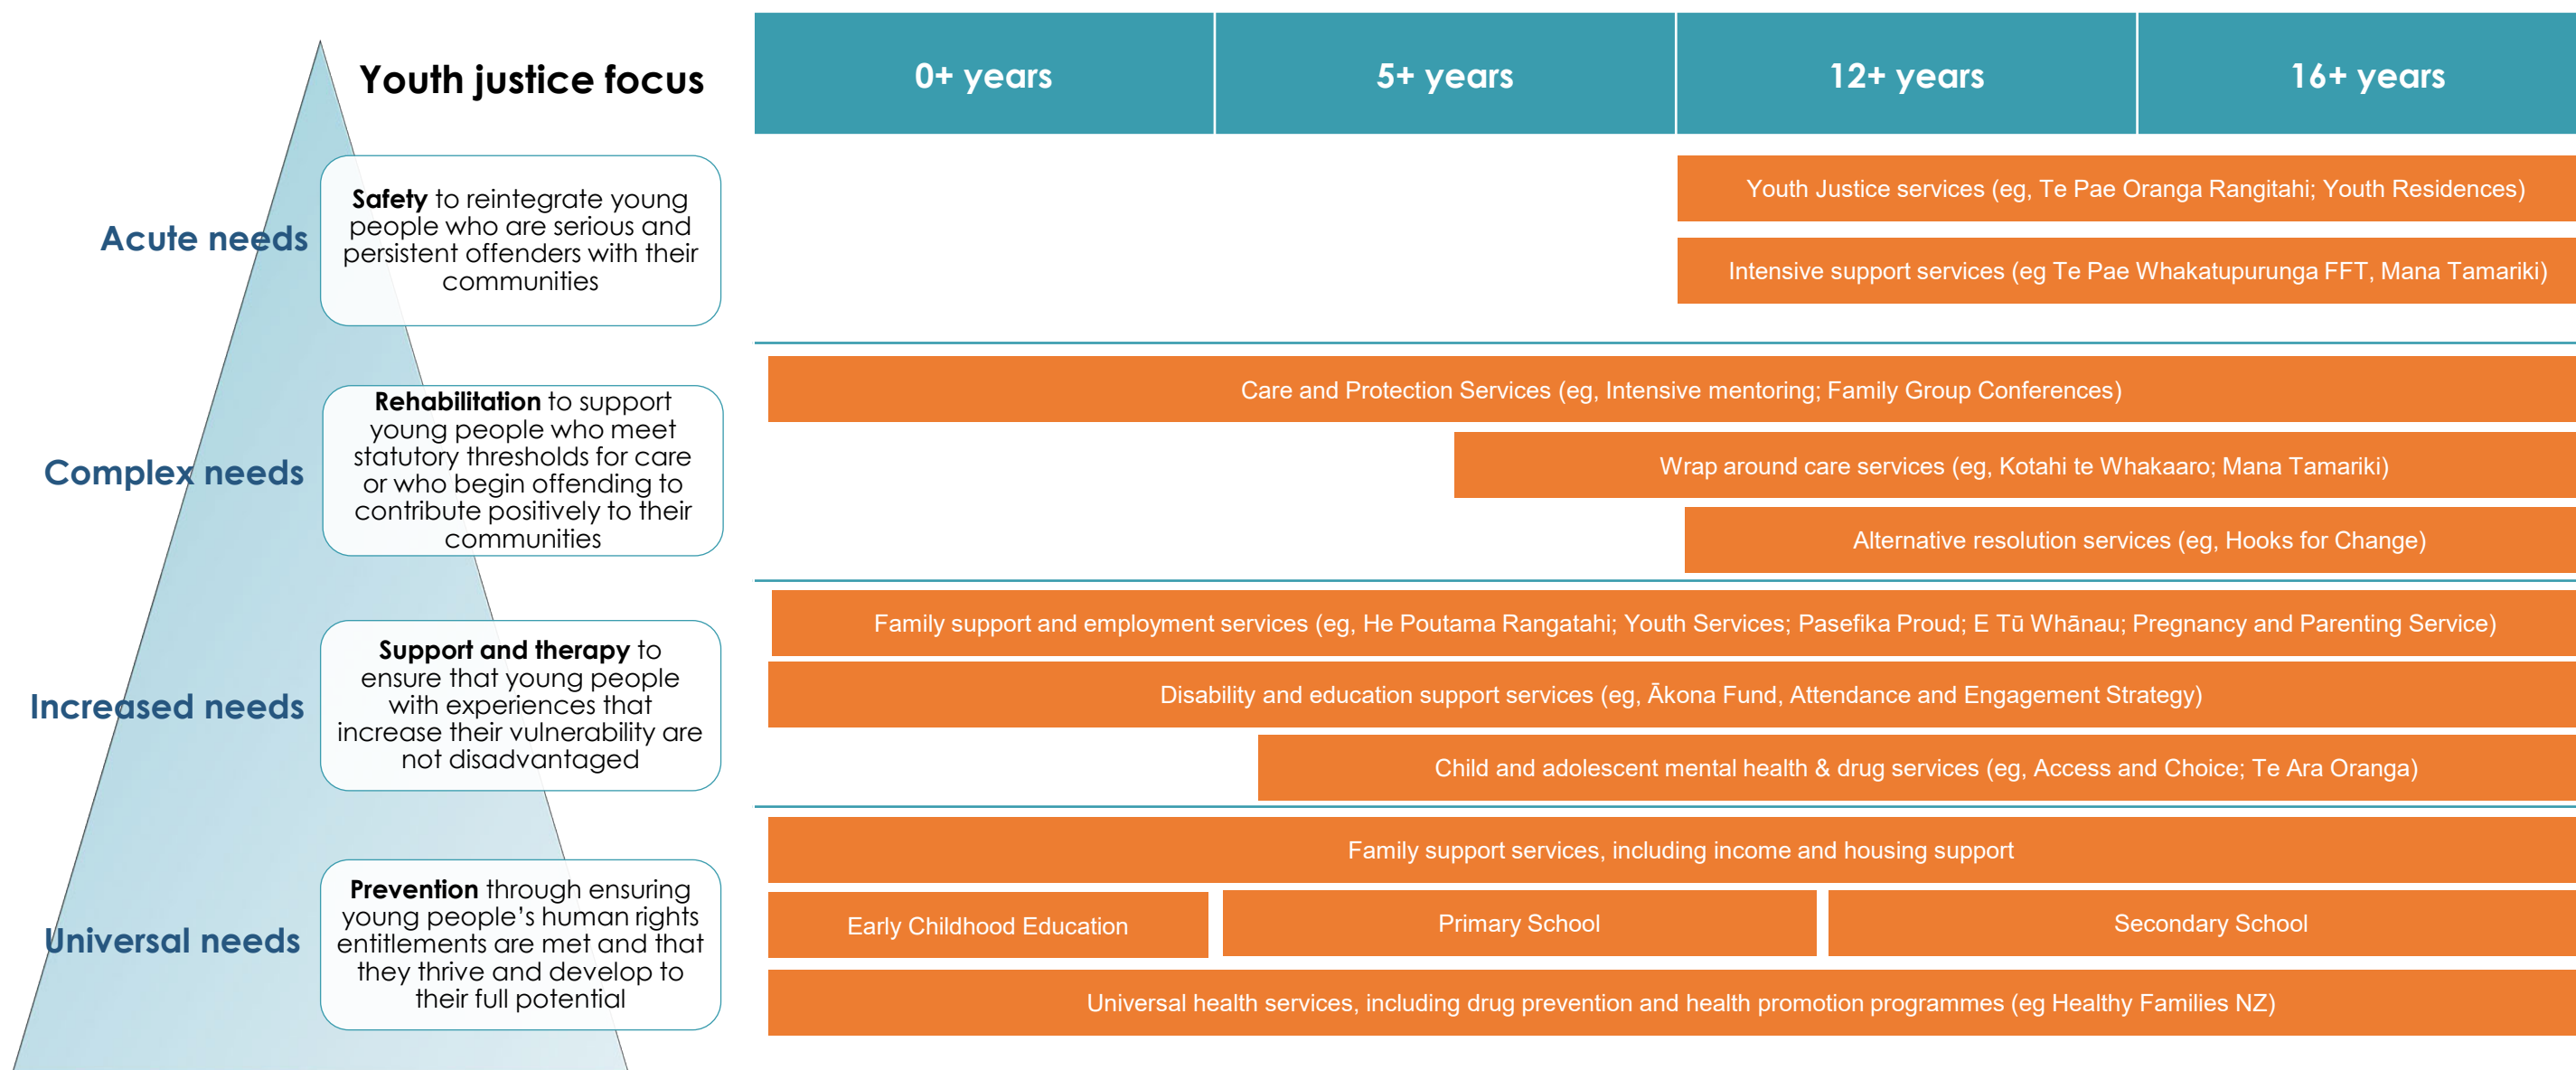 Youth justice focus
0+ years
5+ years
12+ years
16+ years
Acute needs
Safety to reintegrate young
people who are serious and
persistent offenders with their
communities
Youth Justice services (eg, Te Pae Oranga Rangitahi; Youth Residences)
Intensive support services (eg Te Pae Whakatupurunga FFT, Mana Tamariki)
Complex needs
Rehabilitation to support
young people who meet
statutory thresholds for care
or who begin offending to
contribute positively to their
communities
Care and Protection Services (eg, Intensive mentoring; Family Group Conferences)
Wrap around care services (eg, Kotahi te Whakaaro; Mana Tamariki)
Alternative resolution services (eg, Hooks for Change)
Increased needs
Support and therapy to
ensure that young people
with experiences that
increase their vulnerability are
not disadvantaged
Family support and employment services (eg, He Poutama Rangatahi; Youth Services; Pasefika Proud; E Tū Whānau; Pregnancy and Parenting Service)
Disability and education support services (eg, Ākona Fund, Attendance and Engagement Strategy)
Child and adolescent mental health & drug services (eg, Access and Choice; Te Ara Oranga)
Universal needs
Prevention through ensuring
young people’s human rights
entitlements are met and that
they thrive and develop to
their full potential
Family support services, including income and housing support
Early Childhood Education
Primary School
Secondary School
Universal health services, including drug prevention and health promotion programmes (eg Healthy Families NZ)